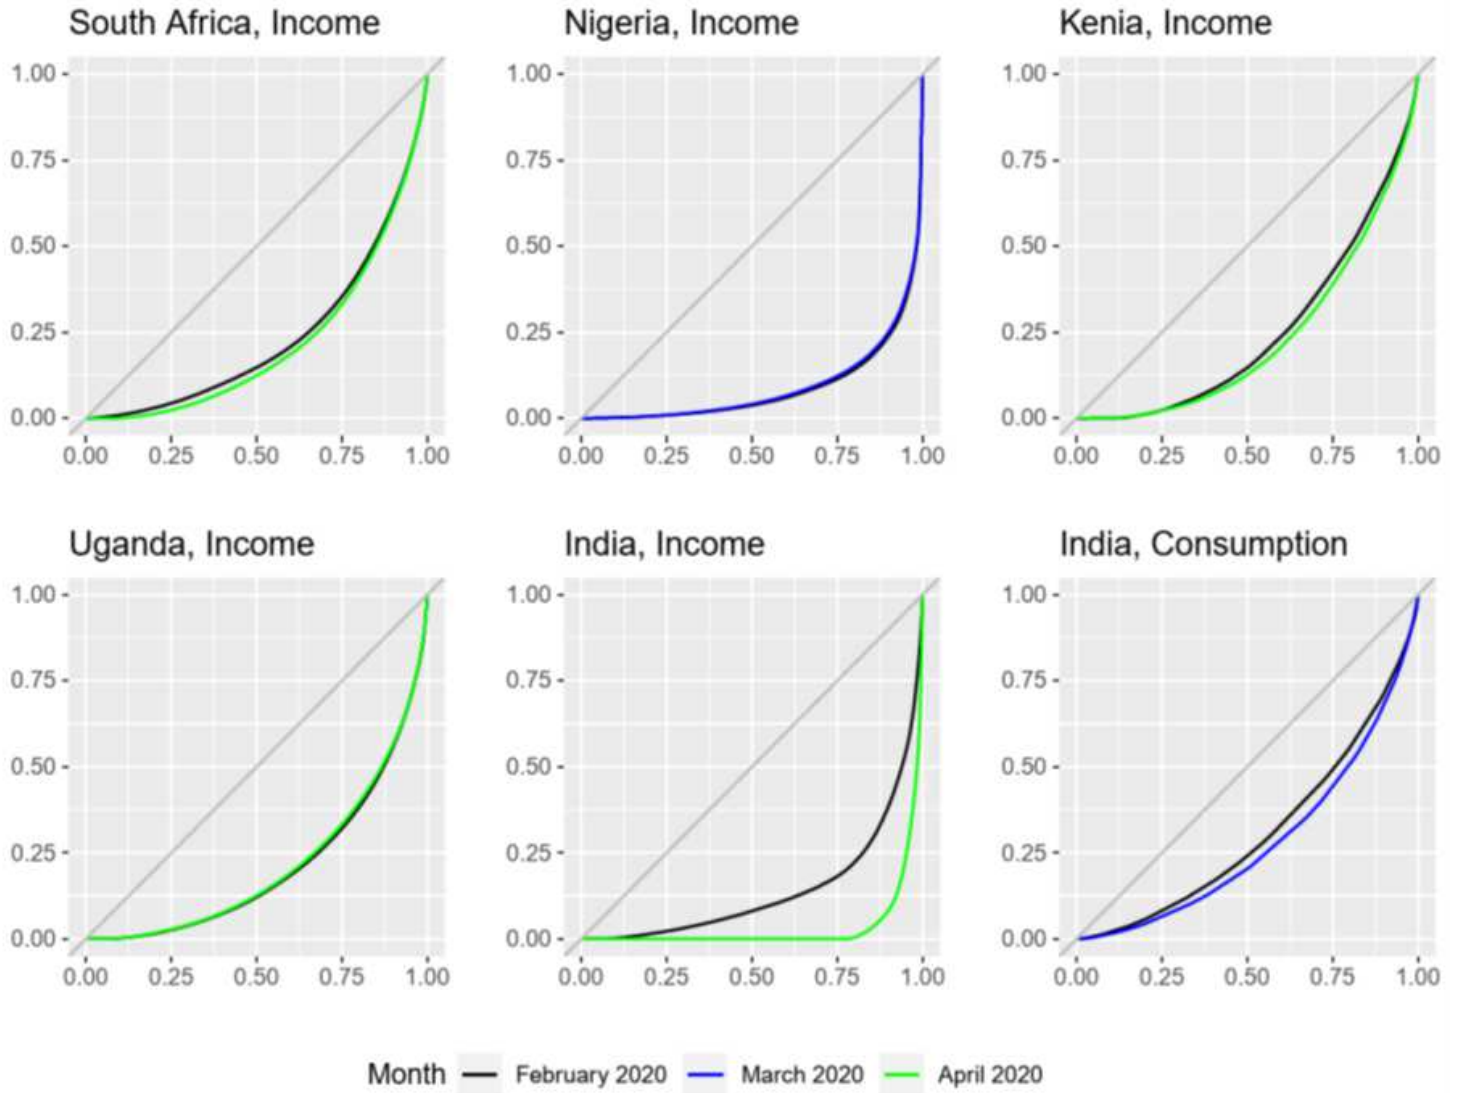 South Africa, Income
Nigeria, Income
Kenia, Income
1.00
0.75
0.50
0.25
0.00
0.00 0.25 0.50 0.75 1.00
1.00
0.75
0.50
0.25
0.00
0.00 0.25 0.50 0.75 1.00
1.00
0.75
0.50
0.25
0.00
0.00 0.25 0.50 0.75 1.00
Uganda, Income
India, Income
India, Consumption
1.00
0.75
0.50
0.25
0.00
0.00 0.25 0.50 0.75 1.00
1.00
0.75
0.50
0.25
0.00
0.00 0.25 0.50 0.75 1.00
1.00
0.75
0.50
0.25
0.00
0.00 0.25 0.50 0.75 1.00
Month February 2020 March 2020 April 2020